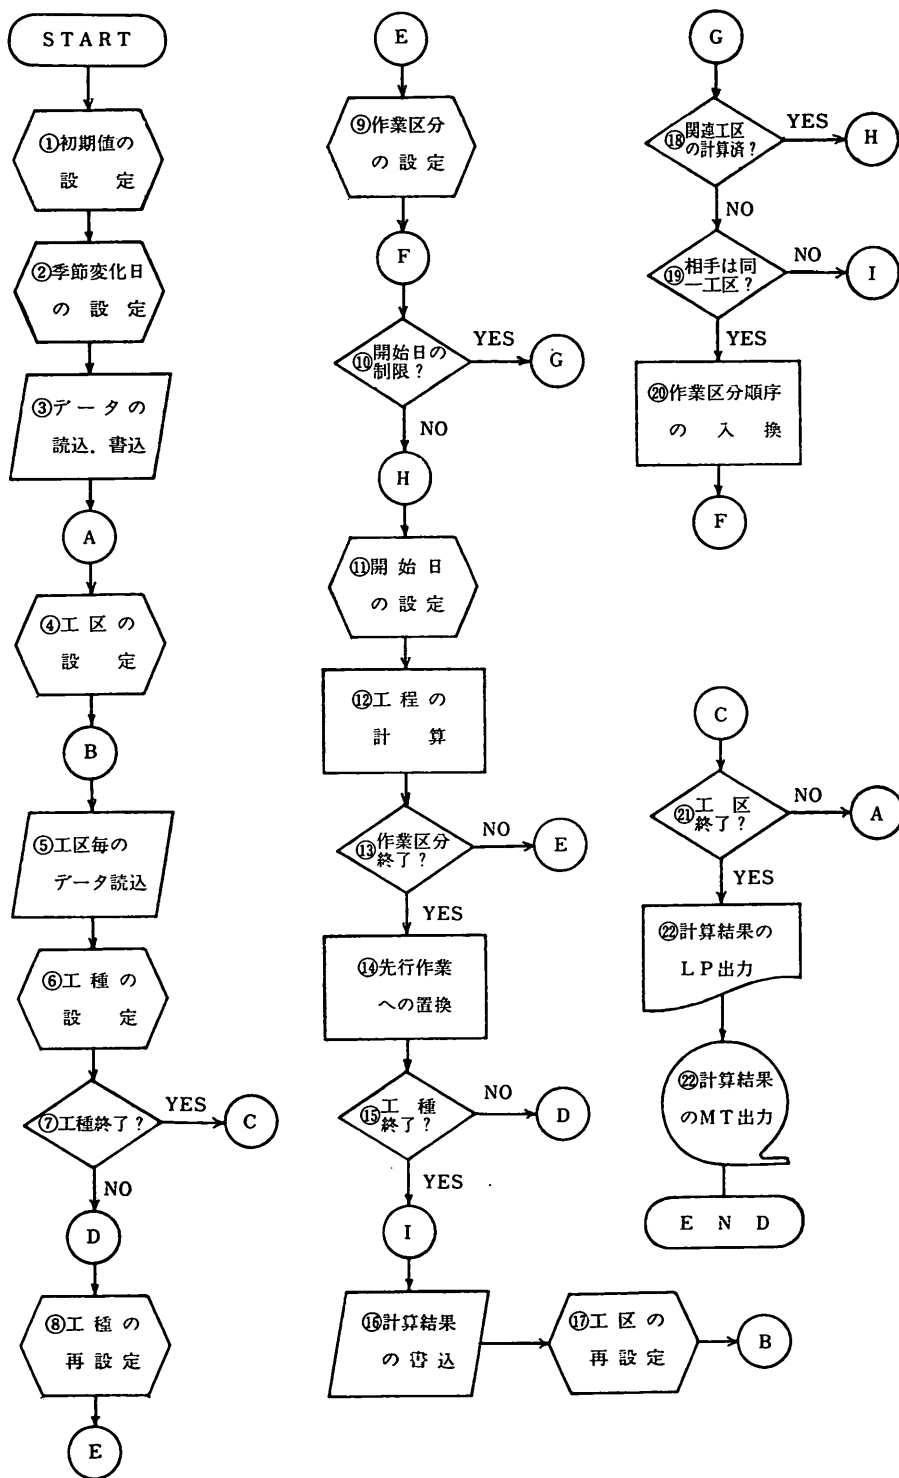 START
①初期値の
設定
②季節変化日
の設定
③データの
読込.書込
A
④工区の
設定
B
⑤工区毎の
データ読込
⑥工種の
設定
⑦工種終了?
YES
C
NO
D
⑧工種の
再設定
E
E
⑨作業区分
の設定
F
⑩開始日の
制限?
YES
G
NO
H
⑪開始日
の設定
⑫工程の
計算
⑬作業区分
終了?
NO
E
YES
⑭先行作業
への置換
⑮工種
終了?
NO
D
YES
I
⑯計算結果
の書込
⑰工区の
再設定
B
G
⑱関連工区
の計算済?
YES
H
NO
⑲相手は同
一工区?
NO
I
YES
⑳作業区分順序
の入換
F
C
㉑工区
終了?
NO
A
YES
㉒計算結果の
LP出力
㉒計算結果
のMT出力
END